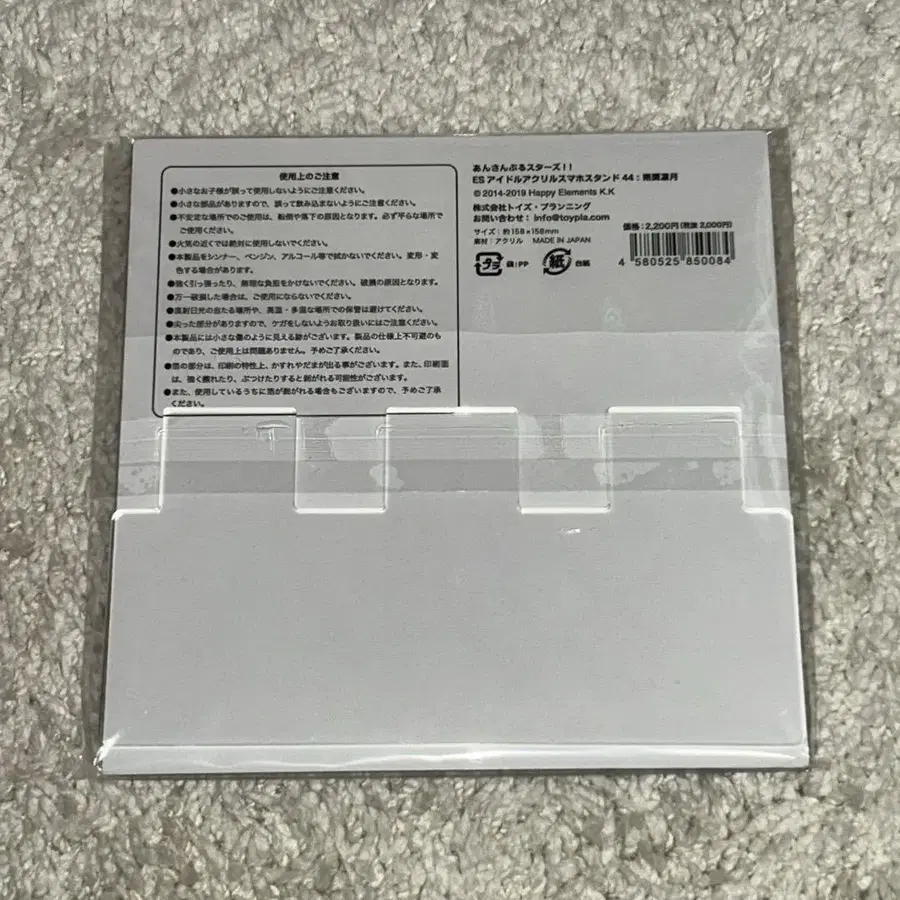 使用上のご注意
●小さなお子様が誤って使用しないようにご注意ください。
●小さな部品がありますので、誤って飲み込まないようにご注意ください。
●不安定な場所でのご使用は、転倒や落下の原因となります。必ず平らな場所で
ご使用ください。
●火気の近くでは絶対に使用しないでください。
●本製品をシンナー、ベンジン、アルコール等で拭かないでください。変形・変
色する場合があります。
●強く引っ張ったり、無理な負担をかけないでください。破損の原因となります。
●万一破損した場合は、ご使用にならないでください。
●直射日光の当たる場所や、高温・多湿な場所での保管は避けてください。
●尖った部分がありますので、ケガをしないようお取り扱いにはご注意ください。
●本製品には小さな傷のように見える跡がございます。製品の仕様上不可避のも
のであり、ご使用上は問題ありません。予めご了承ください。
●箔の部分は、印刷の特性上、かすれやだまが出る事がございます。また、印刷面
は、強く擦れたり、ぶつけたりすると剝がれる可能性がございます。
●また、使用しているうちに箔が剝がれる場合もございますので、予めご了承
ください。
あんさんぶるスターズ！！
ES アイドルアクリルスマホスタンド 44：朔間凛月
© 2014-2019 Happy Elements K.K
株式会社トイズ・プランニング
お問い合わせ： info@toypla.com
サイズ：約158×158mm
素材：アクリル MADE IN JAPAN
プラ 袋：PP 紙 台紙
価格：2,200円(税抜 2,000円)
4 580525 850084